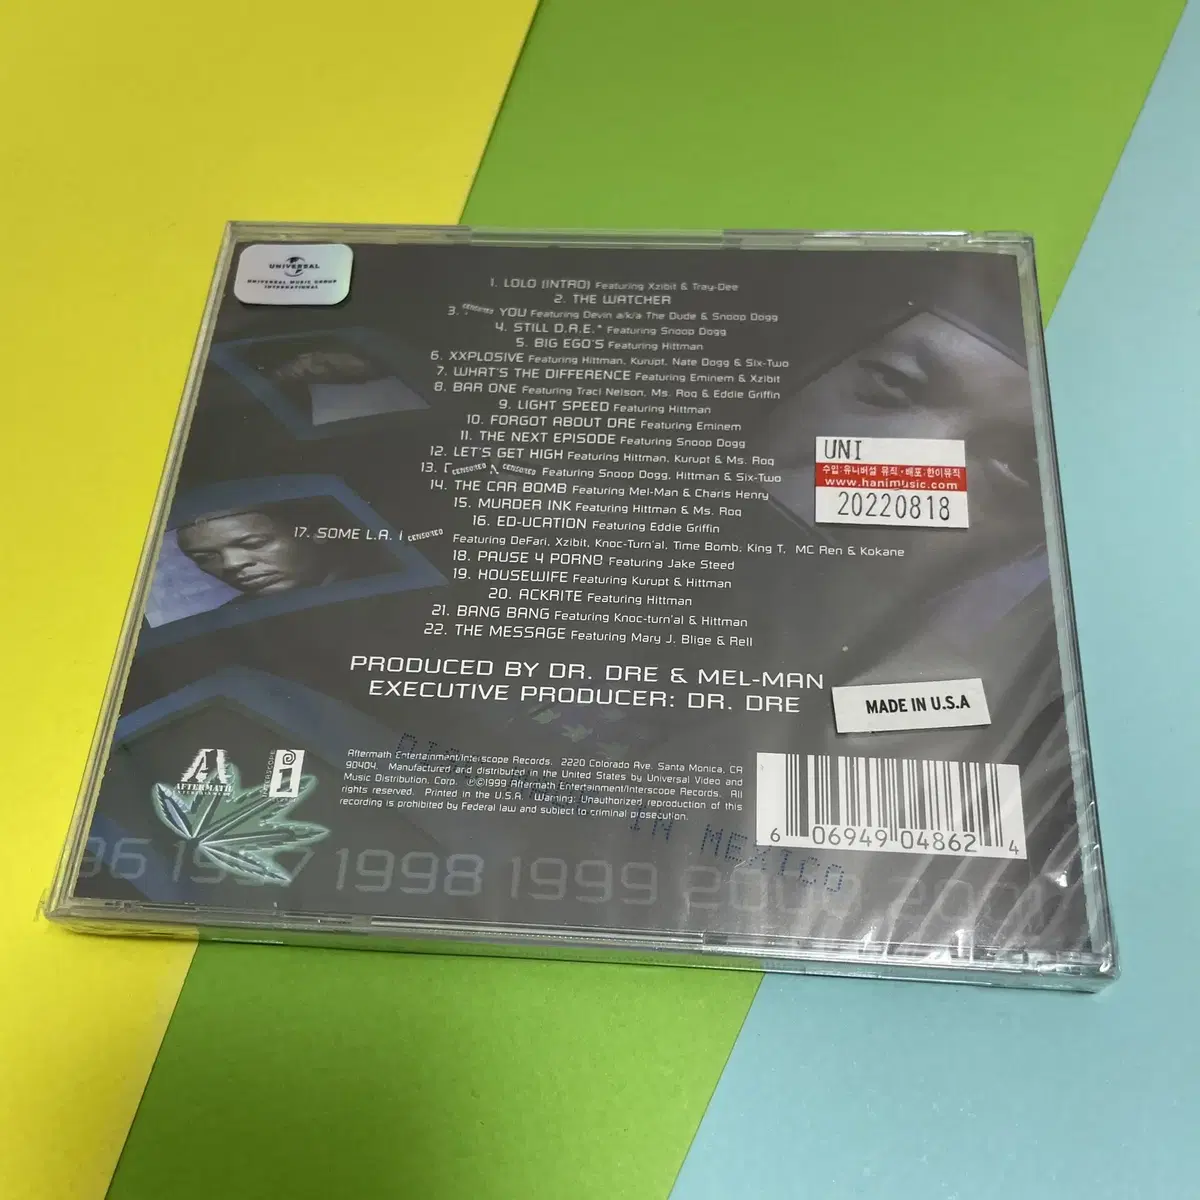 UNIVERSAL
UNIVERSAL MUSIC GROUP
INTERNATIONAL
1. LOLO (INTRO) Featuring Xzibit & Tray-Dee
2. THE WATCHER
3. CENSORED YOU Featuring Devin a/k/a The Dude & Snoop Dogg
4. STILL D.R.E.* Featuring Snoop Dogg
5. BIG EGO'S Featuring Hittman
6. XXPLOSIVE Featuring Hittman, Kurupt, Nate Dogg & Six-Two
7. WHAT'S THE DIFFERENCE Featuring Eminem & Xzibit
8. BAR ONE Featuring Traci Nelson, Ms. Roq & Eddie Griffin
9. LIGHT SPEED Featuring Hittman
10. FORGOT ABOUT DRE Featuring Eminem
11. THE NEXT EPISODE Featuring Snoop Dogg
12. LET'S GET HIGH Featuring Hittman, Kurupt & Ms. Roq
13. CENSORED CENSORED Featuring Snoop Dogg, Hittman & Six-Two
14. THE CAR BOMB Featuring Mel-Man & Charis Henry
15. MURDER INK Featuring Hittman & Ms. Roq
16. ED-UCATION Featuring Eddie Griffin
17. SOME L.A. CENSORED Featuring DeFari, Xzibit, Knoc-Turn'al, Time Bomb, King T, MC Ren & Kokane
18. PAUSE 4 PORNO Featuring Jake Steed
19. HOUSEWIFE Featuring Kurupt & Hittman
20. ACKRITE Featuring Hittman
21. BANG BANG Featuring Knoc-turn'al & Hittman
22. THE MESSAGE Featuring Mary J. Blige & Rell
UNI
수입:유니버설 뮤직·배포:한이뮤직
www.hanimusic.com
20220818
PRODUCED BY DR. DRE & MEL-MAN
EXECUTIVE PRODUCER: DR. DRE
MADE IN U.S.A
AFTERMATH
ENTERTAINMENT
INTERSCOPE
Aftermath Entertainment/Interscope Records. 2220 Colorado Ave. Santa Monica, CA
90404. Manufactured and distributed in the United States by Universal Video and
Music Distribution, Corp. ℗©1999 Aftermath Entertainment/Interscope Records. All
rights reserved. Printed in the U.S.A. Warning: Unauthorized reproduction of this
recording is prohibited by Federal law and subject to criminal prosecution.
IN MEXICO
6 06949 04862 4
96 1997 1998 1999 2000 2001